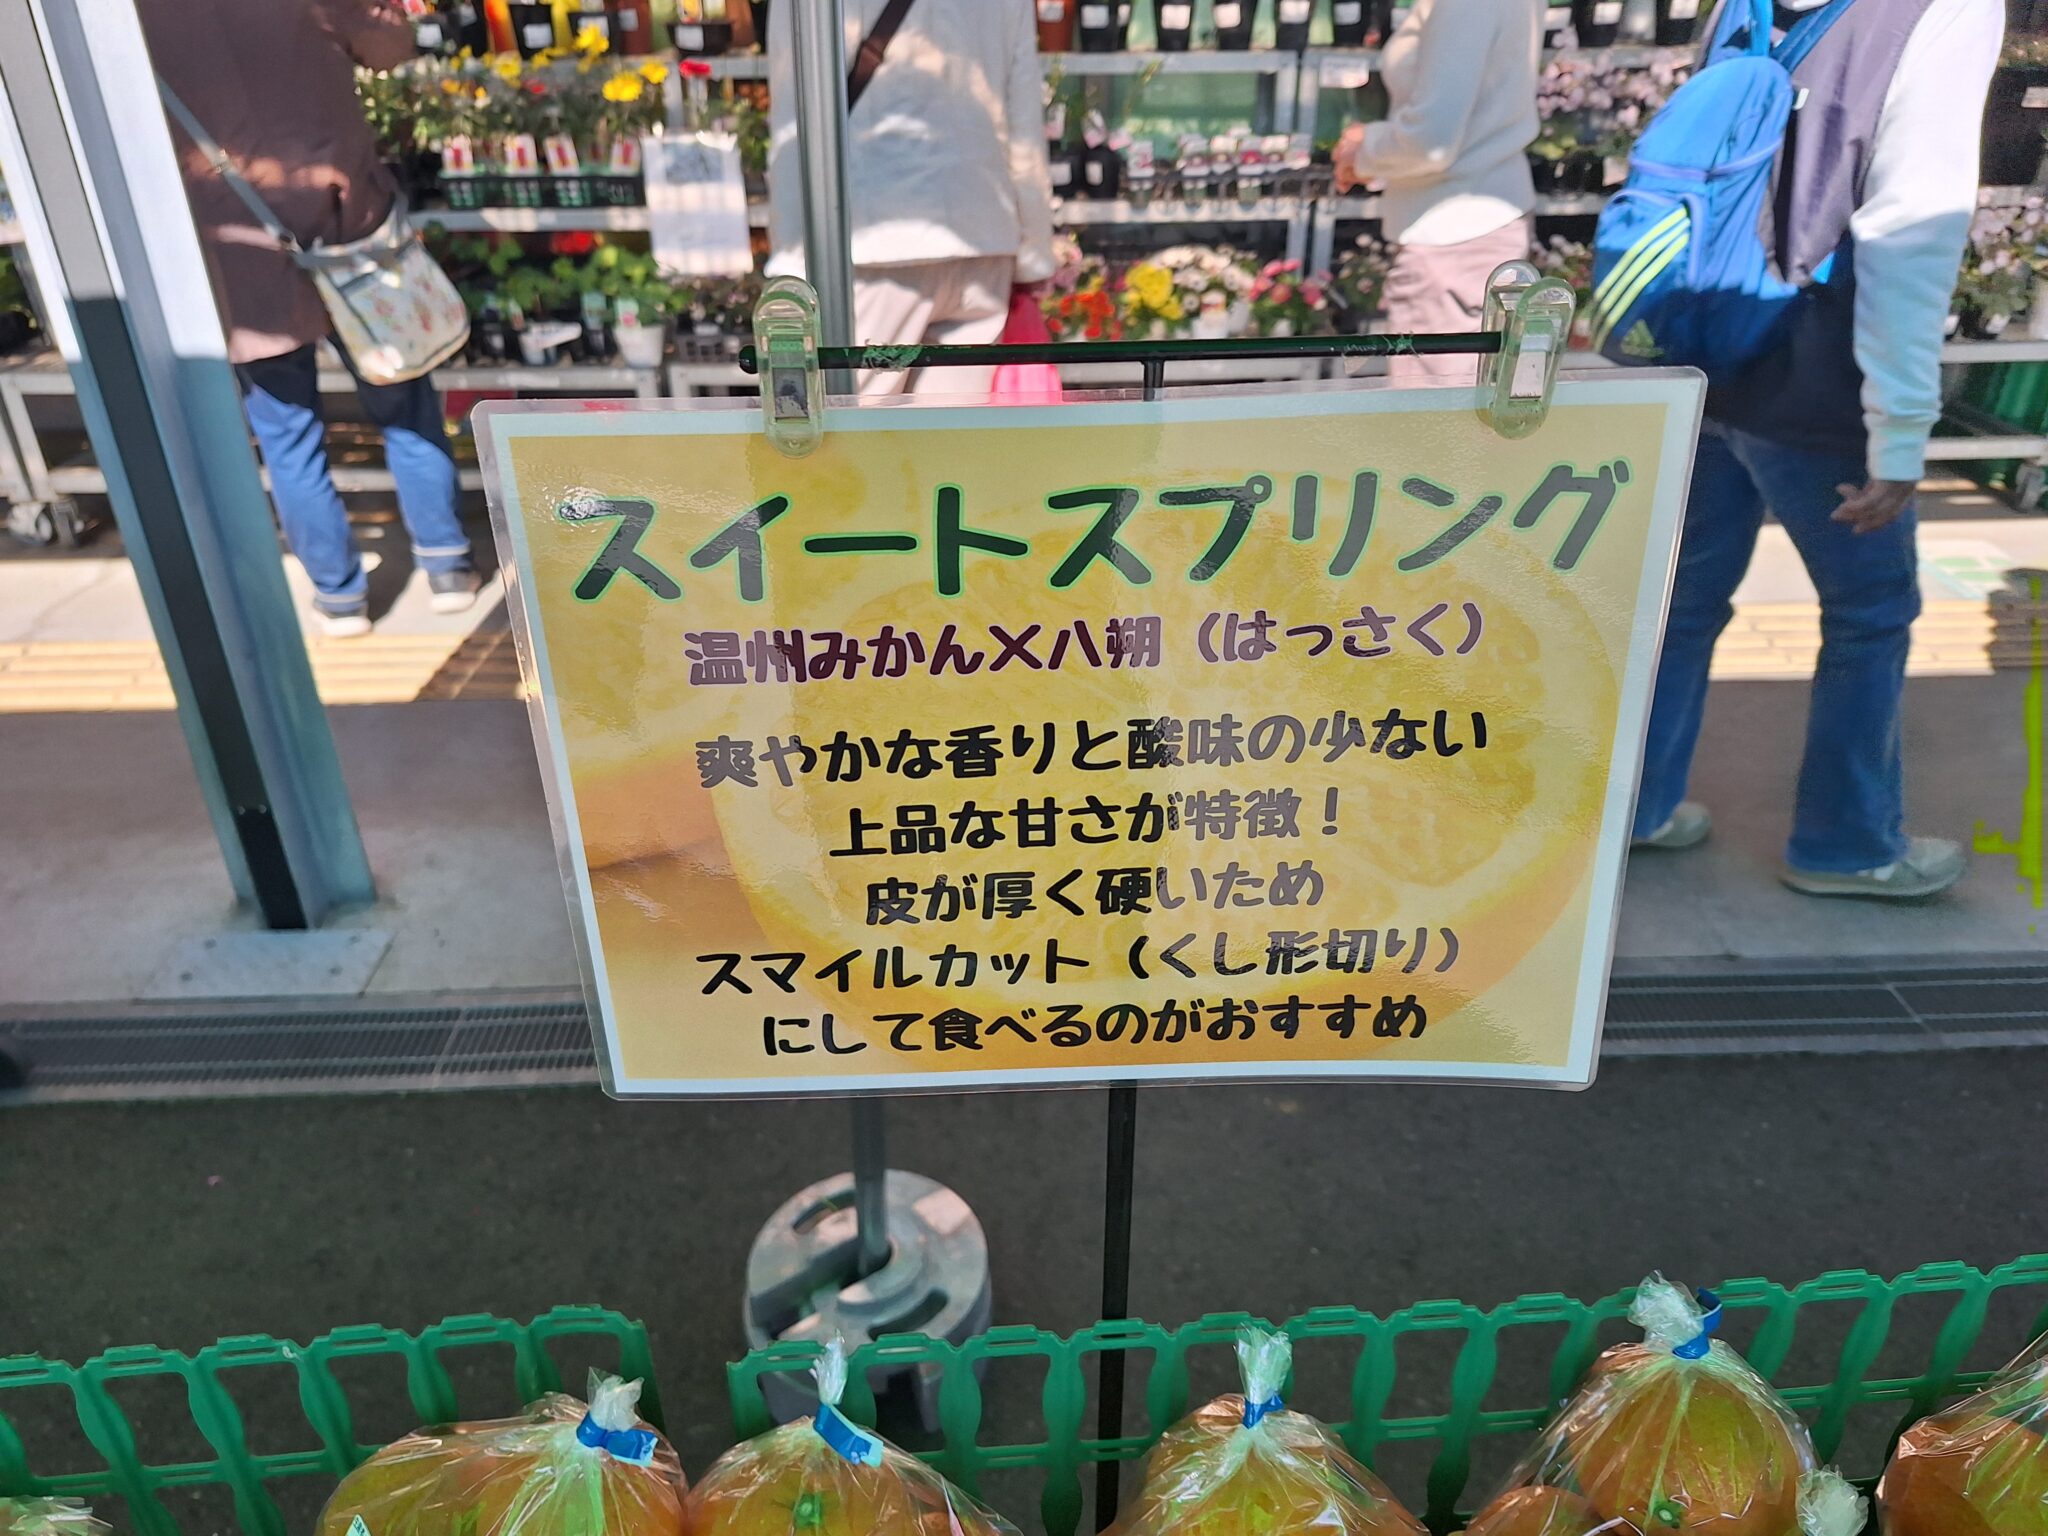 スイートスプリング
温州みかん×八朔（はっさく）
爽やかな香りと酸味の少ない
上品な甘さが特徴！
皮が厚く硬いため
スマイルカット（くし形切り）
にして食べるのがおすすめ